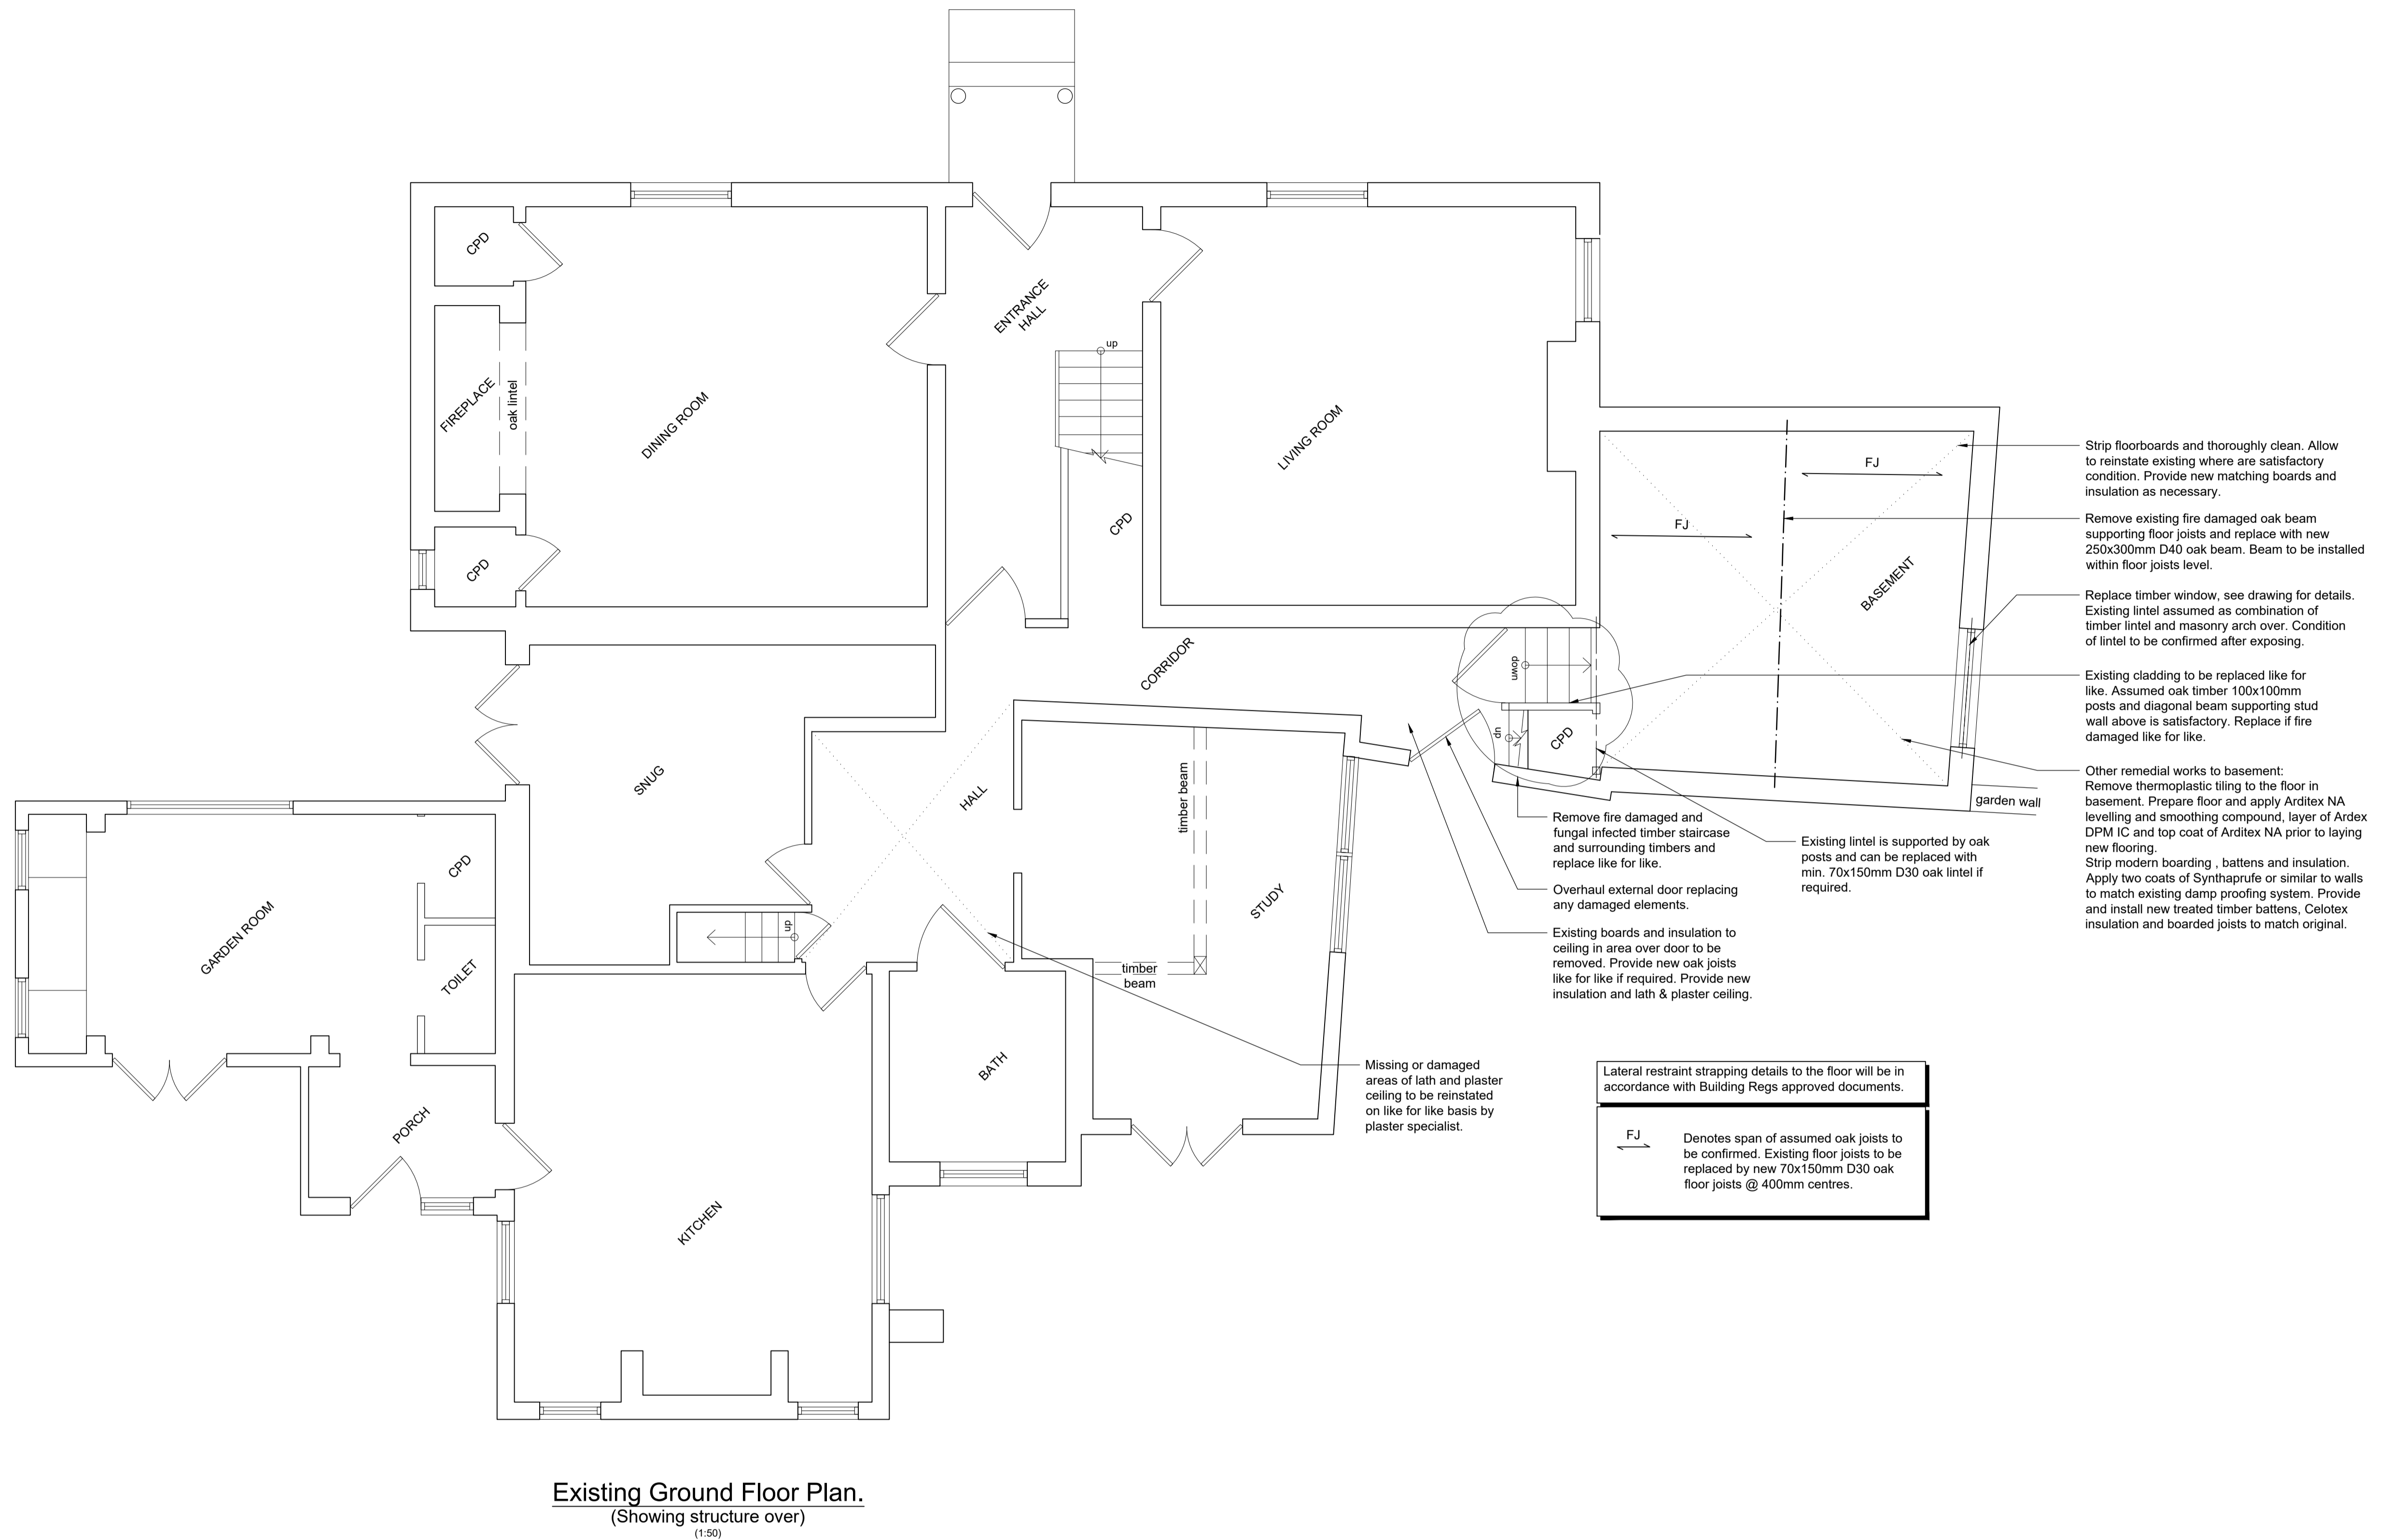 CPD
FIREPLACE
oak lintel
CPD
DINING ROOM
ENTRANCE
HALL
up
CPD
LIVING ROOM
FJ
FJ
BASEMENT
CORRIDOR
down
up
CPD
garden wall
SNUG
HALL
up
timber beam
timber
beam
STUDY
GARDEN ROOM
CPD
TOILET
PORCH
KITCHEN
BATH
Strip floorboards and thoroughly clean. Allow
to reinstate existing where are satisfactory
condition. Provide new matching boards and
insulation as necessary.
Remove existing fire damaged oak beam
supporting floor joists and replace with new
250x300mm D40 oak beam. Beam to be installed
within floor joists level.
Replace timber window, see drawing for details.
Existing lintel assumed as combination of
timber lintel and masonry arch over. Condition
of lintel to be confirmed after exposing.
Existing cladding to be replaced like for
like. Assumed oak timber 100x100mm
posts and diagonal beam supporting stud
wall above is satisfactory. Replace if fire
damaged like for like.
Other remedial works to basement:
Remove thermoplastic tiling to the floor in
basement. Prepare floor and apply Arditex NA
levelling and smoothing compound, layer of Ardex
DPM IC and top coat of Arditex NA prior to laying
new flooring.
Strip modern boarding , battens and insulation.
Apply two coats of Synthaprufe or similar to walls
to match existing damp proofing system. Provide
and install new treated timber battens, Celotex
insulation and boarded joists to match original.
Existing lintel is supported by oak
posts and can be replaced with
min. 70x150mm D30 oak lintel if
required.
Remove fire damaged and
fungal infected timber staircase
and surrounding timbers and
replace like for like.
Overhaul external door replacing
any damaged elements.
Existing boards and insulation to
ceiling in area over door to be
removed. Provide new oak joists
like for like if required. Provide new
insulation and lath & plaster ceiling.
Missing or damaged
areas of lath and plaster
ceiling to be reinstated
on like for like basis by
plaster specialist.
Lateral restraint strapping details to the floor will be in
accordance with Building Regs approved documents.
FJ
Denotes span of assumed oak joists to
be confirmed. Existing floor joists to be
replaced by new 70x150mm D30 oak
floor joists @ 400mm centres.
Existing Ground Floor Plan.
(Showing structure over)
(1:50)